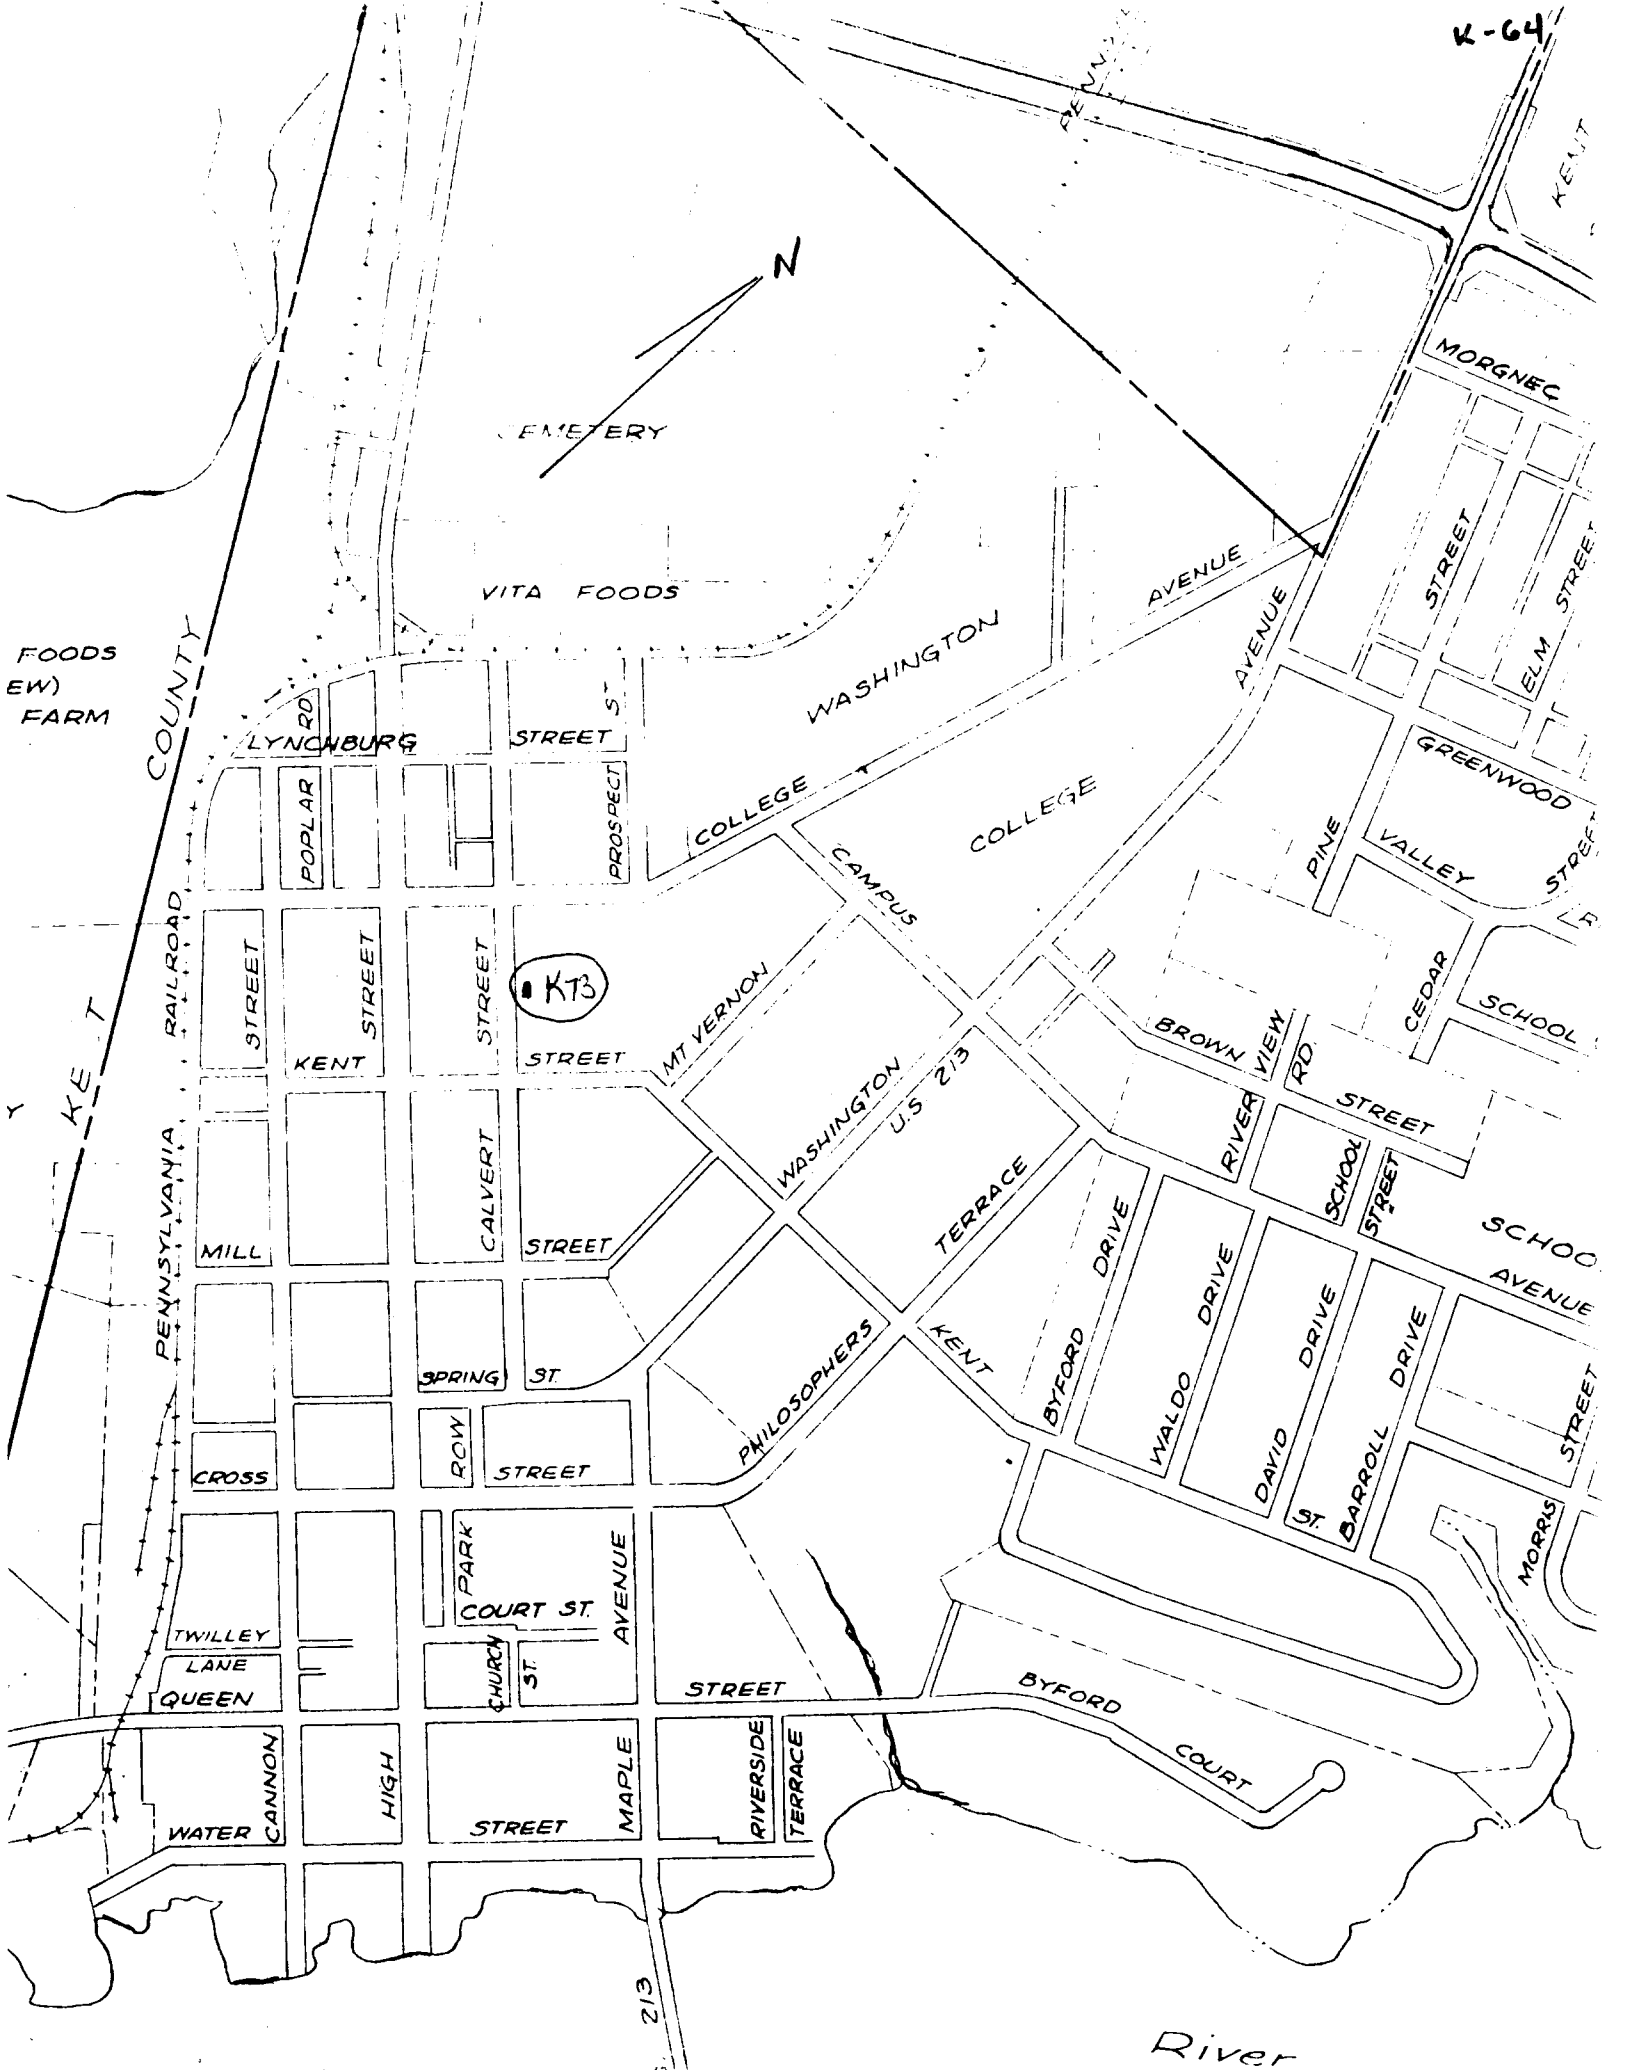 K-64
KENT
PENN
N
MORGNEC
CEMETERY
STREET
STREET
ELM
VITA FOODS
AVENUE
AVENUE
WASHINGTON
FOODS
EW)
FARM
COUNTY
RD
ST
LYNCHBURG STREET
GREENWOOD
POPLAR
PROSPECT
COLLEGE
COLLEGE
CAMPUS
PINE
VALLEY
STREET
RAILROAD
STREET
STREET
STREET
K73
MT VERNON
CEDAR
SCHOOL
BROWN
VIEW
RD.
KENT STREET
WASHINGTON
U.S 213
STREET
RIVER
KE T
PENNSYLVANIA
CALVERT
TERRACE
DRIVE
SCHOOL
STREET
SCHOO
MILL
STREET
DRIVE
DRIVE
DRIVE
AVENUE
SPRING ST.
PHILOSOPHERS
KENT
BYFORD
WALDO
DAVID
BARROLL
STREET
CROSS
ROW
STREET
ST.
MORRIS
PARK
COURT ST.
AVENUE
TWILLEY
LANE
QUEEN
CHURCH
ST.
STREET
BYFORD
COURT
CANNON
HIGH
MAPLE
RIVERSIDE
TERRACE
WATER
STREET
213
River